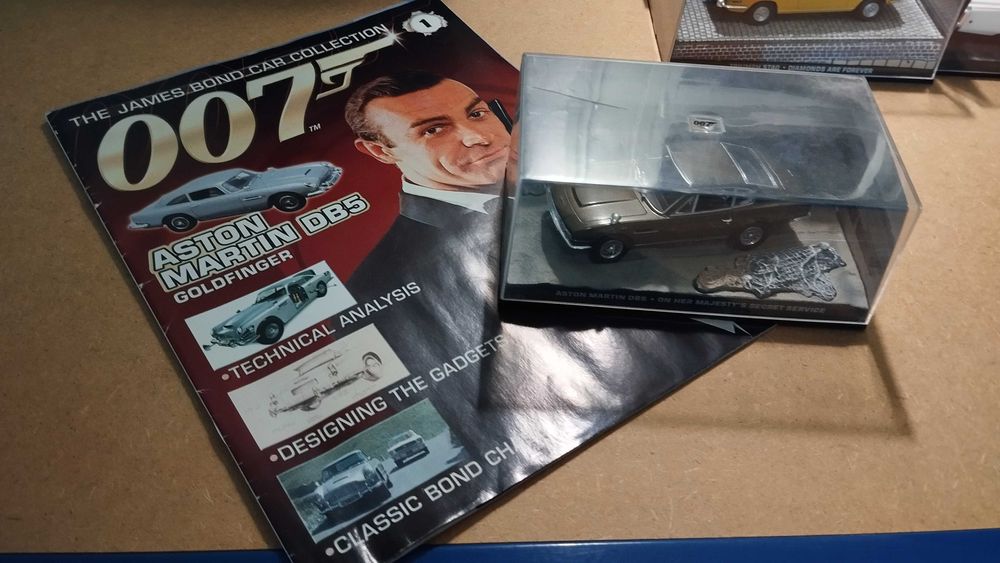 THE JAMES BOND CAR COLLECTION
1
007
TM
ASTON
MARTIN DB5
GOLDFINGER
•TECHNICAL ANALYSIS
•DESIGNING THE GADGETS
•CLASSIC BOND CH
007
ASTON MARTIN DBS • ON HER MAJESTY'S SECRET SERVICE
• DIAMONDS ARE FOREVER